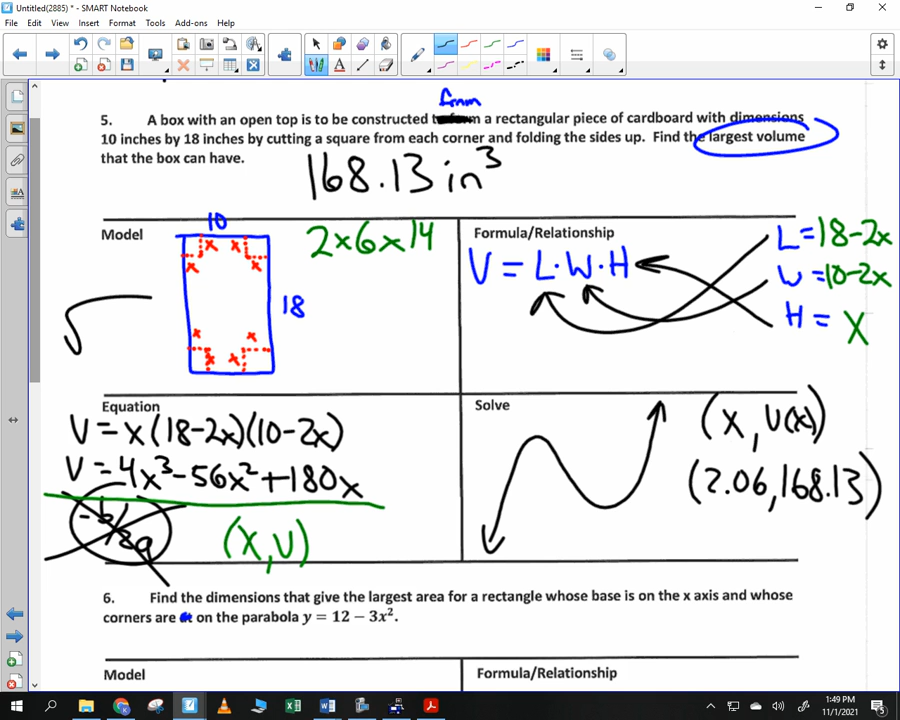 Untitled(2885) * - SMART Notebook
File Edit View Insert Format Tools Add-ons Help
from
5. A box with an open top is to be constructed a rectangular piece of cardboard with dimensions
10 inches by 18 inches by cutting a square from each corner and folding the sides up. Find the largest volume
that the box can have.
168.13 in³
Model
10
2x6x14
x x
x x
18
x x
x x
Formula/Relationship
V = L·W·H
L=18-2x
W=10-2x
H = X
Equation
V = x(18-2x)(10-2x)
V = 4x³-56x²+180x
-b/2a
(X,V)
Solve
(X, V(x))
(2.06,168.13)
6. Find the dimensions that give the largest area for a rectangle whose base is on the x axis and whose
corners are on the parabola y = 12 − 3x².
Model
Formula/Relationship
1:49 PM
11/1/2021
5